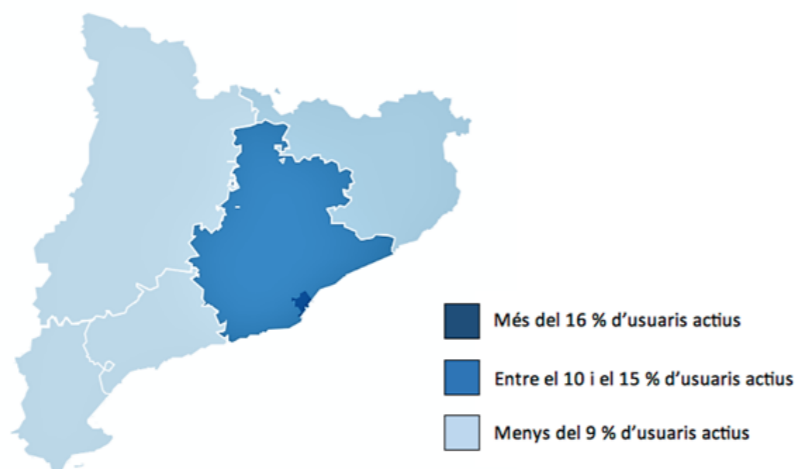 Més del 16 % d'usuaris actius
Entre el 10 i el 15 % d'usuaris actius
Menys del 9 % d'usuaris actius